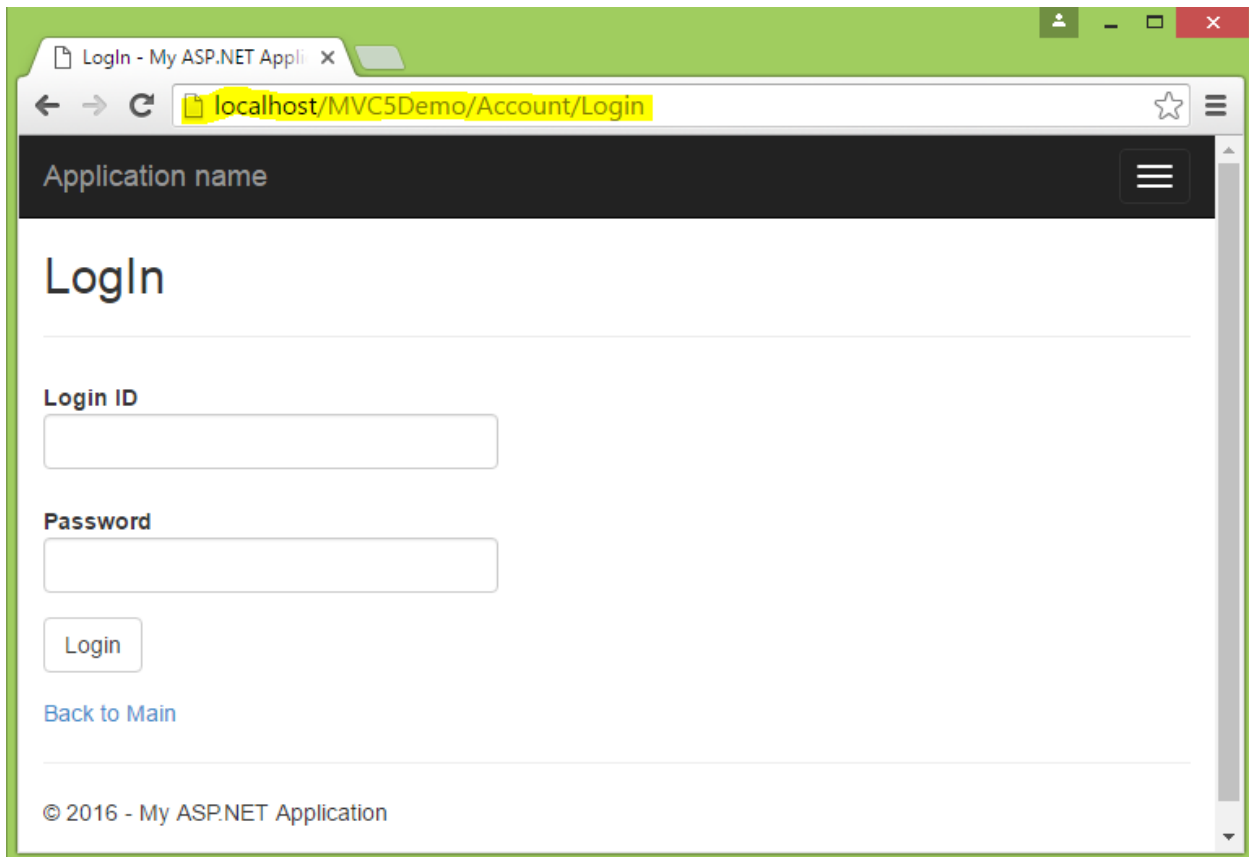 LogIn - My ASP.NET Appli
localhost/MVC5Demo/Account/Login
Application name
LogIn
Login ID
Password
Login
Back to Main
© 2016 - My ASP.NET Application